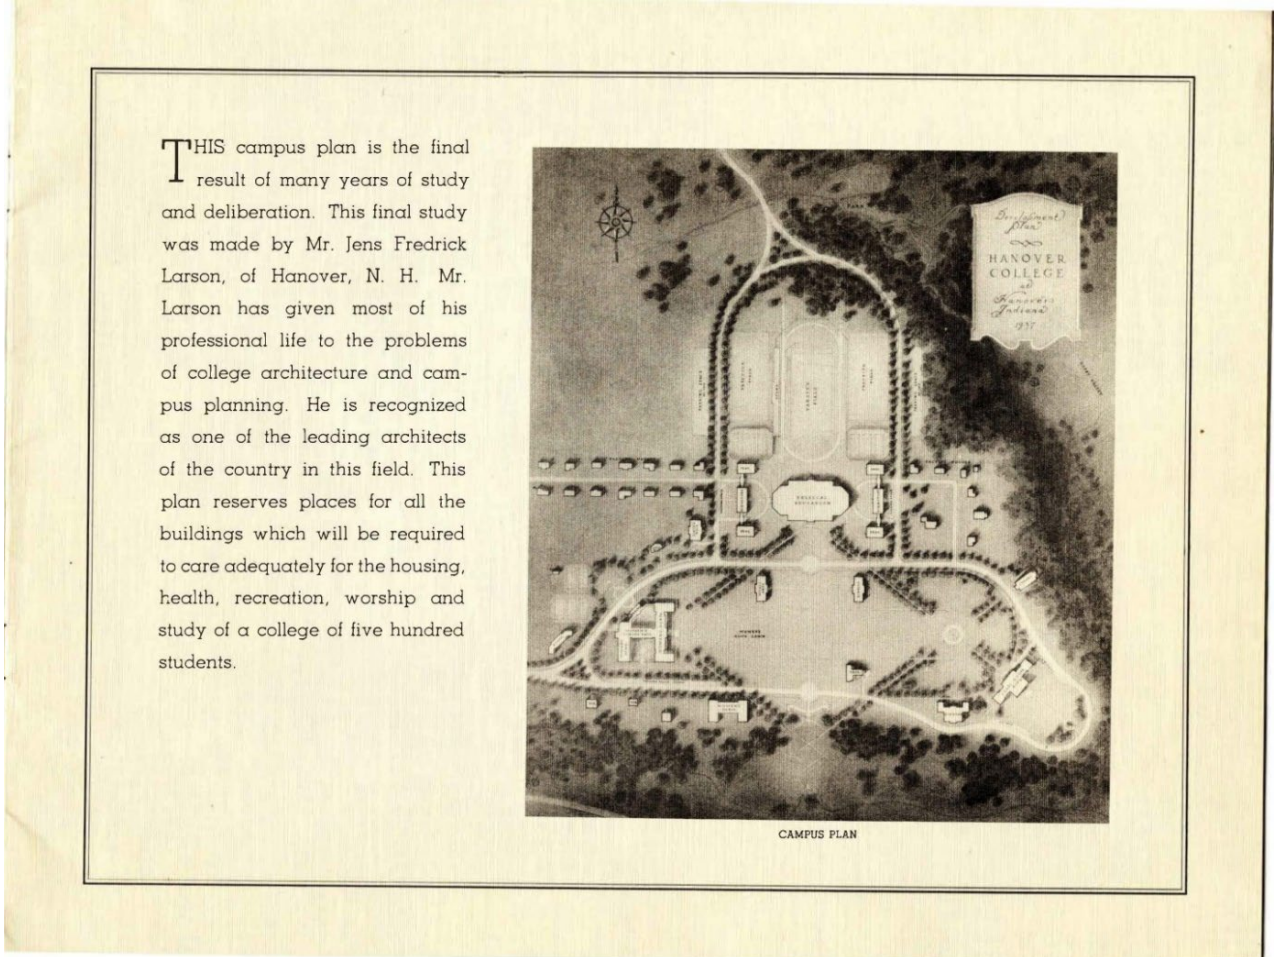 THIS campus plan is the final
result of many years of study
and deliberation. This final study
was made by Mr. Jens Fredrick
Larson, of Hanover, N. H. Mr.
Larson has given most of his
professional life to the problems
of college architecture and cam-
pus planning. He is recognized
as one of the leading architects
of the country in this field. This
plan reserves places for all the
buildings which will be required
to care adequately for the housing,
health, recreation, worship and
study of a college of five hundred
students.
Development
Plan
HANOVER
COLLEGE
at
Hanover
Indiana
1937
PHYSICAL
EDUCATION
CAMPUS PLAN